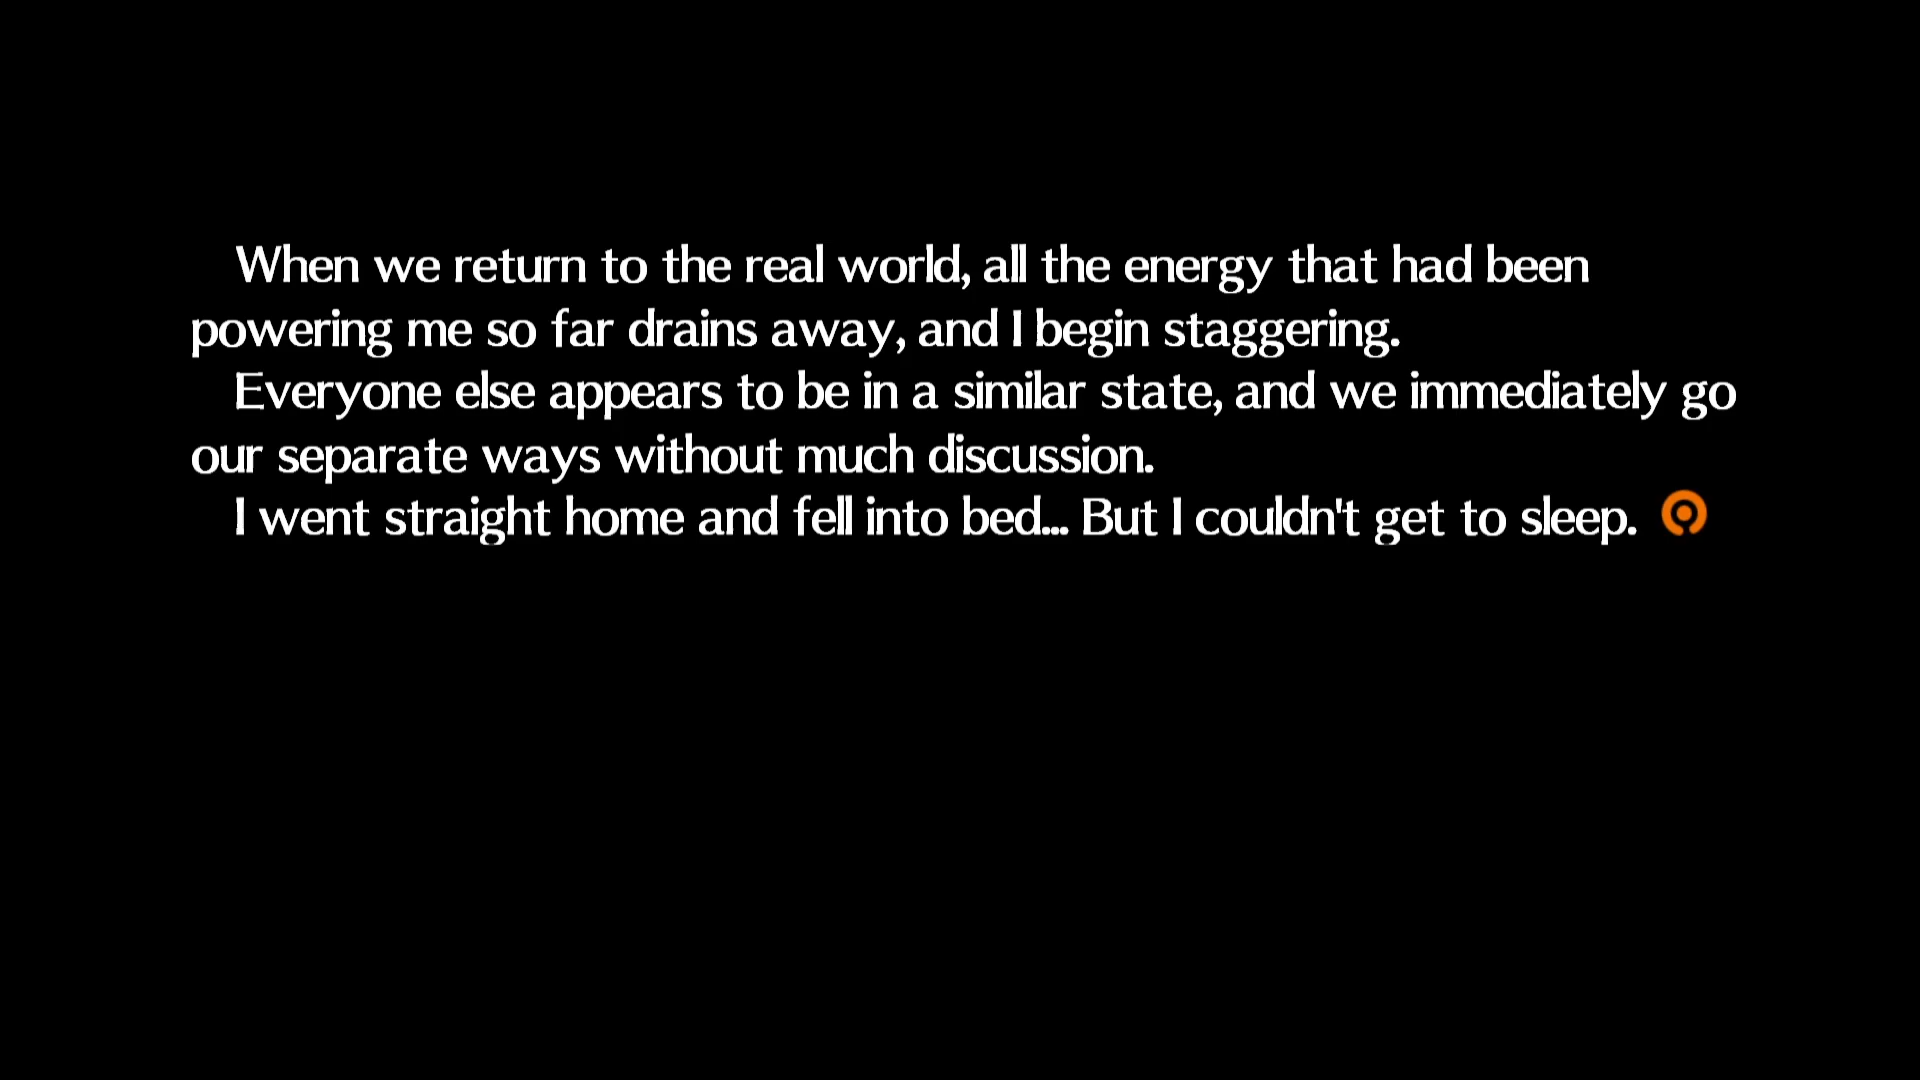 When we return to the real world, all the energy that had been
powering me so far drains away, and I begin staggering.
Everyone else appears to be in a similar state, and we immediately go
our separate ways without much discussion.
I went straight home and fell into bed... But I couldn't get to sleep.